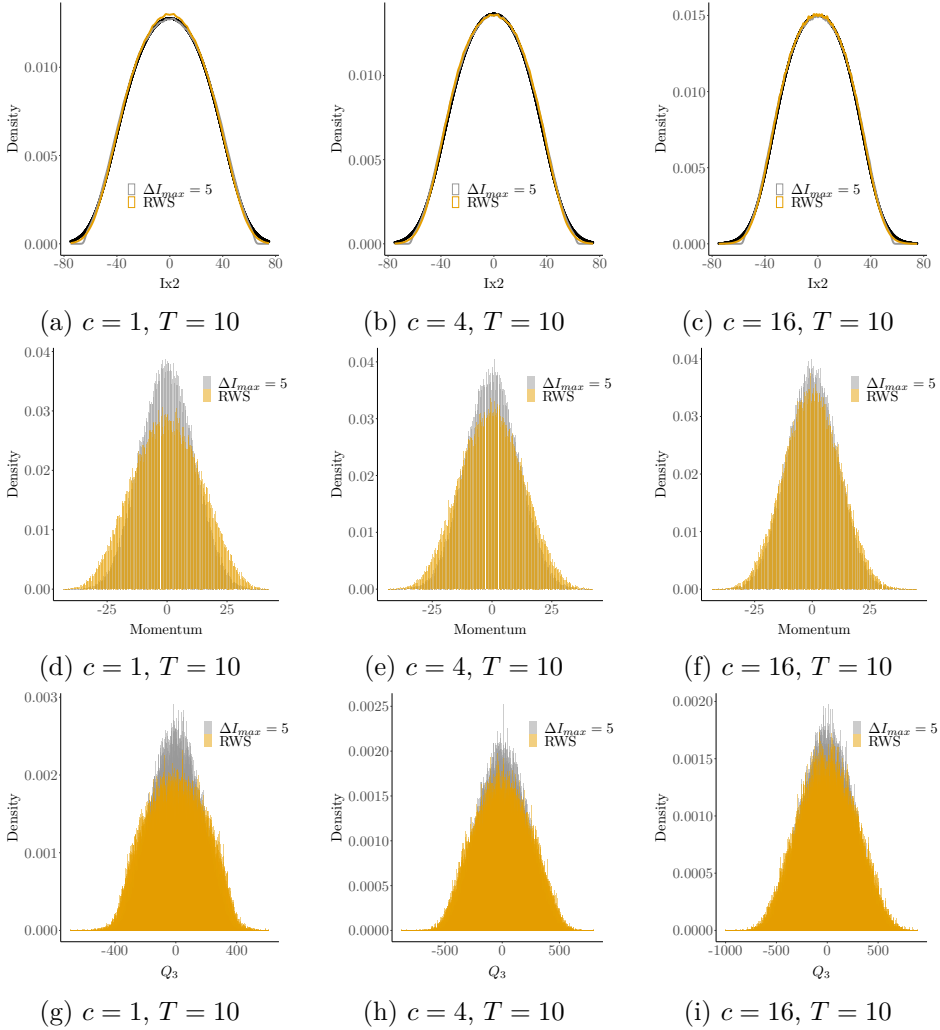 0.010
0.005
0.000
Density
ΔI_max = 5
RWS
-80 -40 0 40 80
Ix2
(a) c = 1, T = 10
0.010
0.005
0.000
Density
ΔI_max = 5
RWS
-80 -40 0 40 80
Ix2
(b) c = 4, T = 10
0.015
0.010
0.005
0.000
Density
ΔI_max = 5
RWS
-80 -40 0 40 80
Ix2
(c) c = 16, T = 10
0.04
0.03
0.02
0.01
0.00
Density
ΔI_max = 5
RWS
-25 0 25
Momentum
(d) c = 1, T = 10
0.04
0.03
0.02
0.01
0.00
Density
ΔI_max = 5
RWS
-25 0 25
Momentum
(e) c = 4, T = 10
0.04
0.03
0.02
0.01
0.00
Density
ΔI_max = 5
RWS
-25 0 25
Momentum
(f) c = 16, T = 10
0.003
0.002
0.001
0.000
Density
ΔI_max = 5
RWS
-400 0 400
Q_3
(g) c = 1, T = 10
0.0025
0.0020
0.0015
0.0010
0.0005
0.0000
Density
ΔI_max = 5
RWS
-500 0 500
Q_3
(h) c = 4, T = 10
0.0020
0.0015
0.0010
0.0005
0.0000
Density
ΔI_max = 5
RWS
-1000 -500 0 500
Q_3
(i) c = 16, T = 10